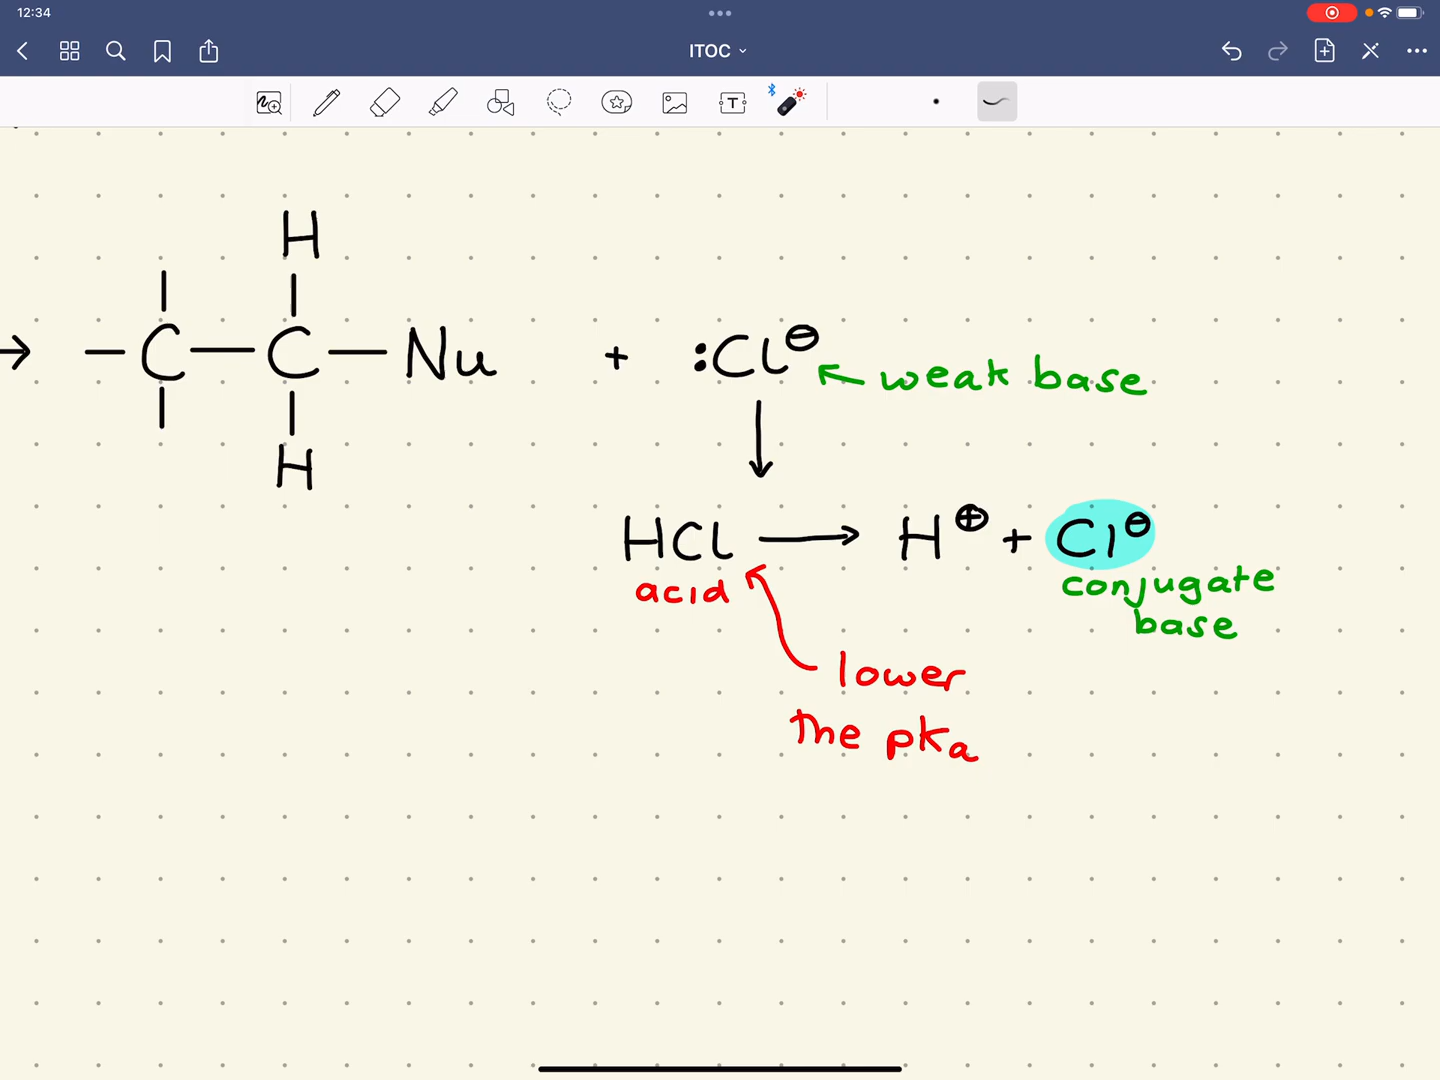 12:34
ITOC
T
H
— C — C — Nu + :Cl⊖
weak base
H
HCl ⟶ H⊕ + Cl⊖
acid
conjugate
base
lower
the pka